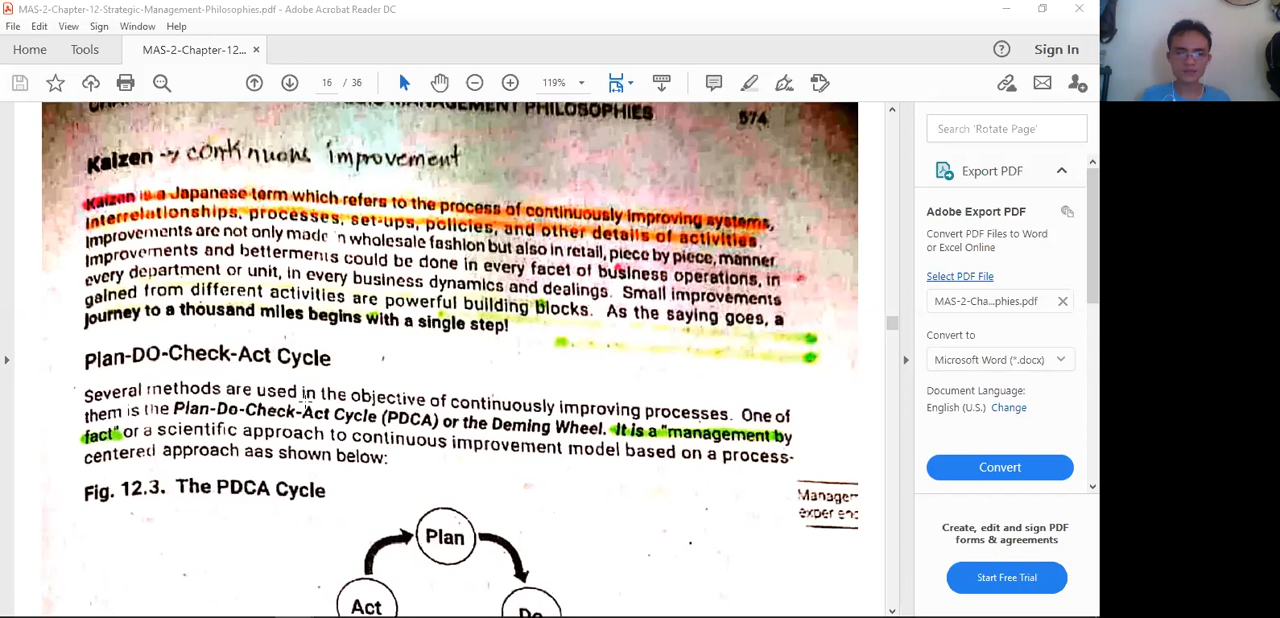 MAS-2-Chapter-12-Strategic-Management-Philosophies.pdf - Adobe Acrobat Reader DC
File Edit View Sign Window Help
Home Tools MAS-2-Chapter-12... × Sign In
16 / 36 119%
MANAGEMENT PHILOSOPHIES 574
Kaizen → continuous improvement
Kaizen is a Japanese term which refers to the process of continuously improving systems,
interrelationships, processes, set-ups, policies, and other details of activities.
Improvements are not only made in wholesale fashion but also in retail, piece by piece, manner.
Improvements and betterments could be done in every facet of business operations, in
every department or unit, in every business dynamics and dealings. Small improvements
gained from different activities are powerful building blocks. As the saying goes, a
journey to a thousand miles begins with a single step!
Plan-DO-Check-Act Cycle
Several methods are used in the objective of continuously improving processes. One of
them is the Plan-Do-Check-Act Cycle (PDCA) or the Deming Wheel. It is a "management by
fact" or a scientific approach to continuous improvement model based on a process-
centered approach aas shown below:
Fig. 12.3. The PDCA Cycle
Manager
Plan
Act
Do
Search 'Rotate Page'
Export PDF
Adobe Export PDF
Convert PDF Files to Word
or Excel Online
Select PDF File
MAS-2-Cha...phies.pdf
Convert to
Microsoft Word (*.docx)
Document Language:
English (U.S.) Change
Convert
Create, edit and sign PDF
forms & agreements
Start Free Trial